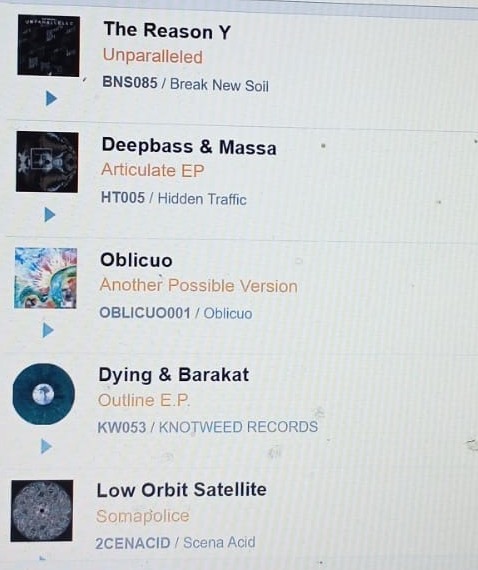 The Reason Y
Unparalleled
BNS085 / Break New Soil
Deepbass & Massa
Articulate EP
HT005 / Hidden Traffic
Oblicuo
Another Possible Version
OBLICUO001 / Oblicuo
Dying & Barakat
Outline E.P.
KW053 / KNOTWEED RECORDS
Low Orbit Satellite
Somapolice
2CENACID / Scena Acid